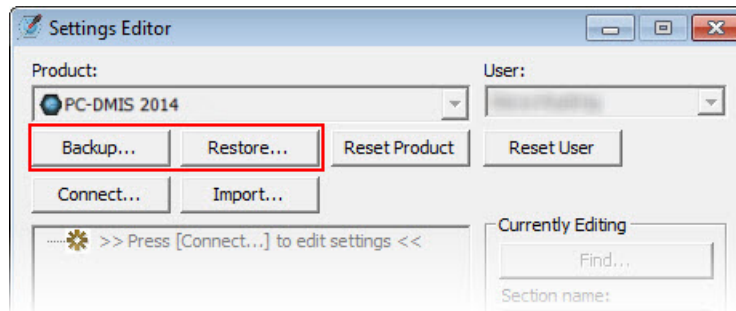 Settings Editor
Product: User:
PC-DMIS 2014
Backup... Restore... Reset Product Reset User
Connect... Import...
Currently Editing
>> Press [Connect...] to edit settings <<
Find...
Section name: